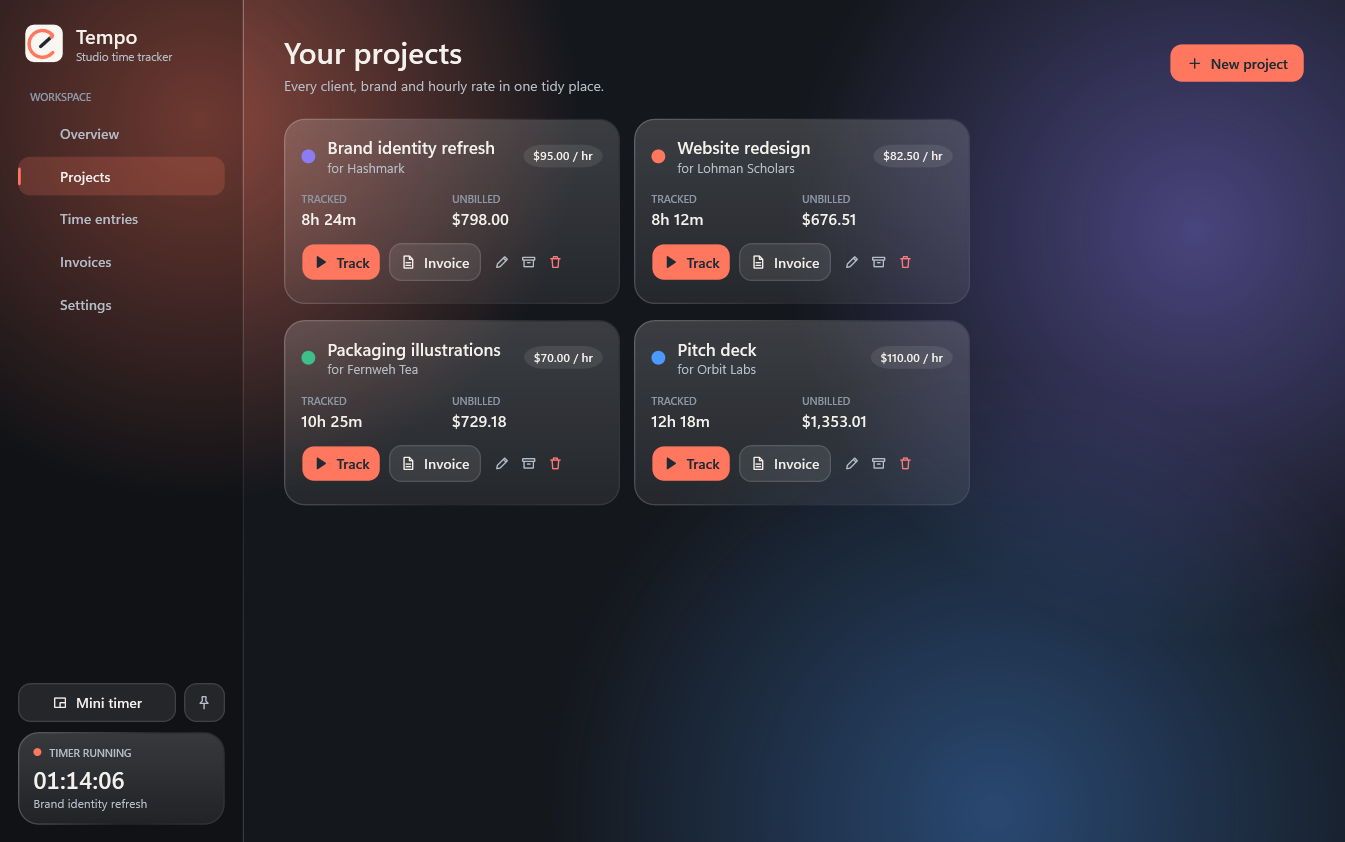 Tempo
Studio time tracker
WORKSPACE
Overview
Projects
Time entries
Invoices
Settings
Mini timer
TIMER RUNNING
01:14:06
Brand identity refresh
Your projects
Every client, brand and hourly rate in one tidy place.
New project
Brand identity refresh
for Hashmark
$95.00 / hr
TRACKED UNBILLED
8h 24m $798.00
Track Invoice
Website redesign
for Lohman Scholars
$82.50 / hr
TRACKED UNBILLED
8h 12m $676.51
Track Invoice
Packaging illustrations
for Fernweh Tea
$70.00 / hr
TRACKED UNBILLED
10h 25m $729.18
Track Invoice
Pitch deck
for Orbit Labs
$110.00 / hr
TRACKED UNBILLED
12h 18m $1,353.01
Track Invoice